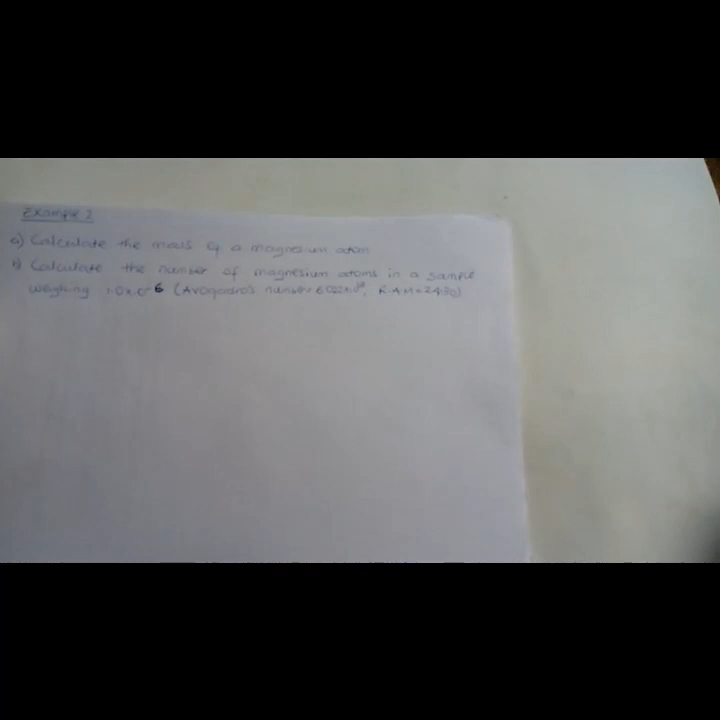 Example 2
a) Calculate the mass of a magnesium atom
b) Calculate the number of magnesium atoms in a sample
weighing 1.0x10-6 (Avogadro's number 6.022x10²³, R.A.M=24.30)